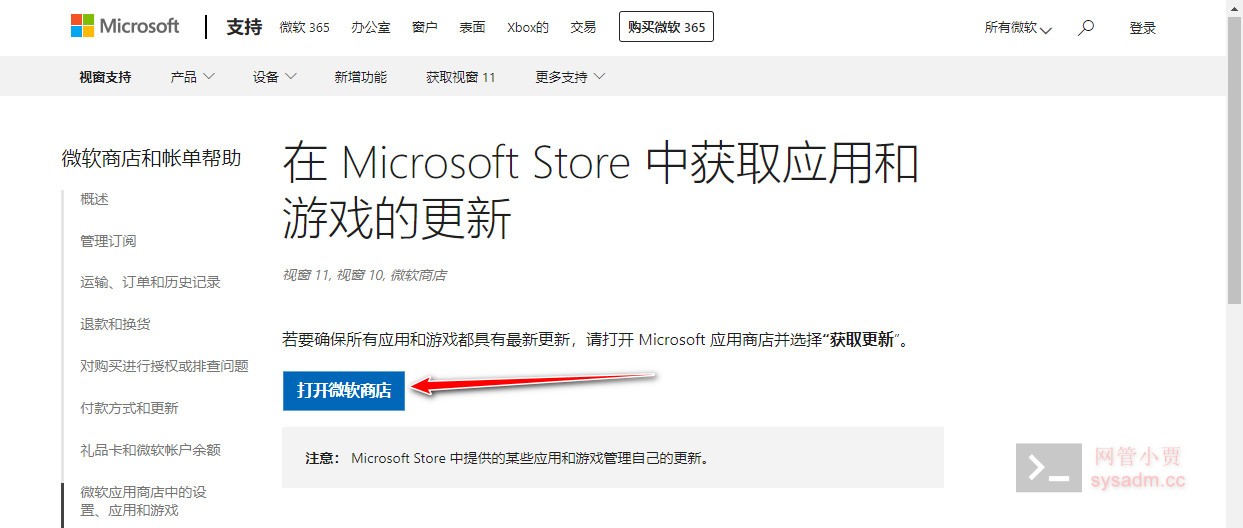 Microsoft 支持 微软 365 办公室 窗户 表面 Xbox的 交易 购买微软 365 所有微软 登录
视窗支持 产品 设备 新增功能 获取视窗 11 更多支持
微软商店和帐单帮助
概述
管理订阅
运输、订单和历史记录
退款和换货
对购买进行授权或排查问题
付款方式和更新
礼品卡和微软帐户余额
微软应用商店中的设
置、应用和游戏
在 Microsoft Store 中获取应用和
游戏的更新
视窗 11, 视窗 10, 微软商店
若要确保所有应用和游戏都具有最新更新，请打开 Microsoft 应用商店并选择“获取更新”。
打开微软商店
注意： Microsoft Store 中提供的某些应用和游戏管理自己的更新。
网管小贾
sysadm.cc